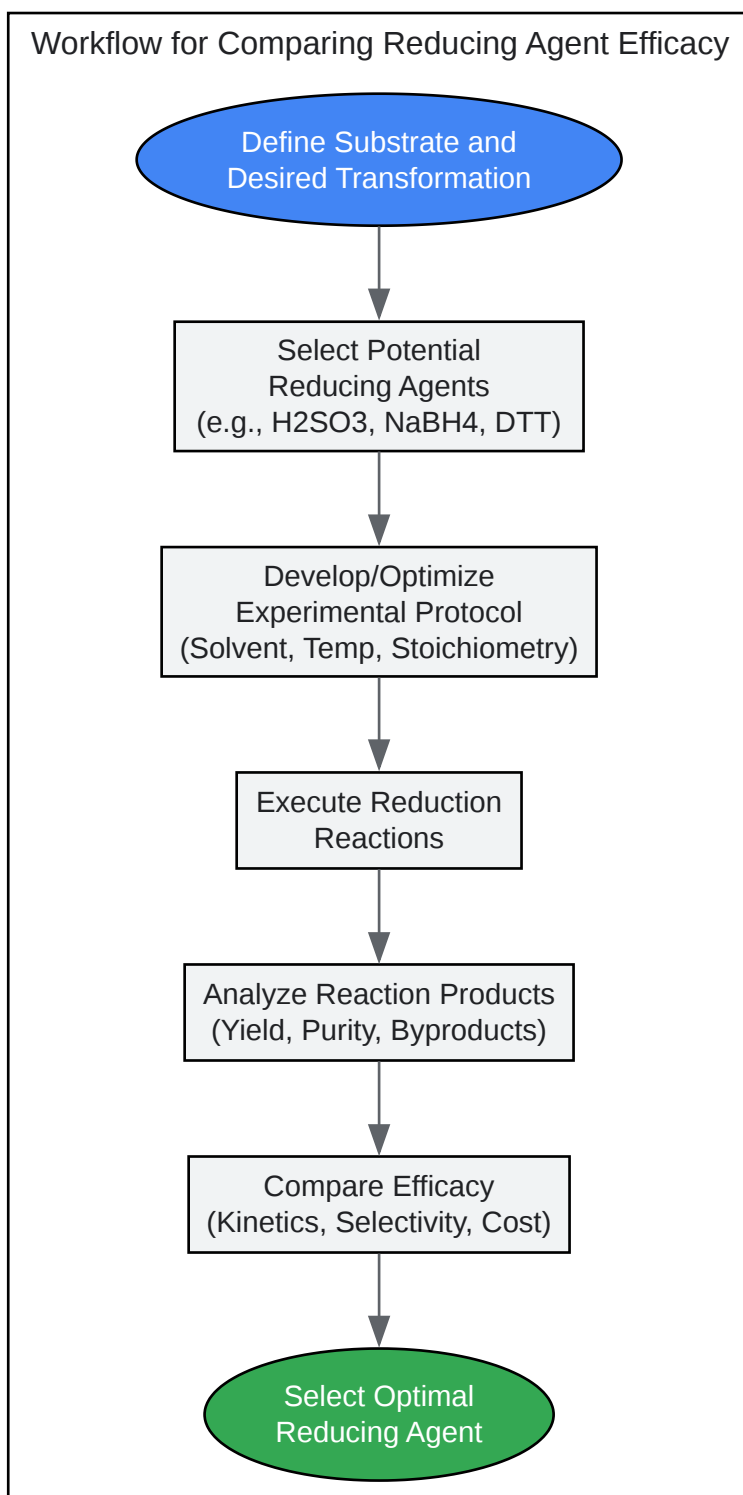 Workflow for Comparing Reducing Agent Efficacy
Define Substrate and
Desired Transformation
Select Potential
Reducing Agents
(e.g., H2SO3, NaBH4, DTT)
Develop/Optimize
Experimental Protocol
(Solvent, Temp, Stoichiometry)
Execute Reduction
Reactions
Analyze Reaction Products
(Yield, Purity, Byproducts)
Compare Efficacy
(Kinetics, Selectivity, Cost)
Select Optimal
Reducing Agent